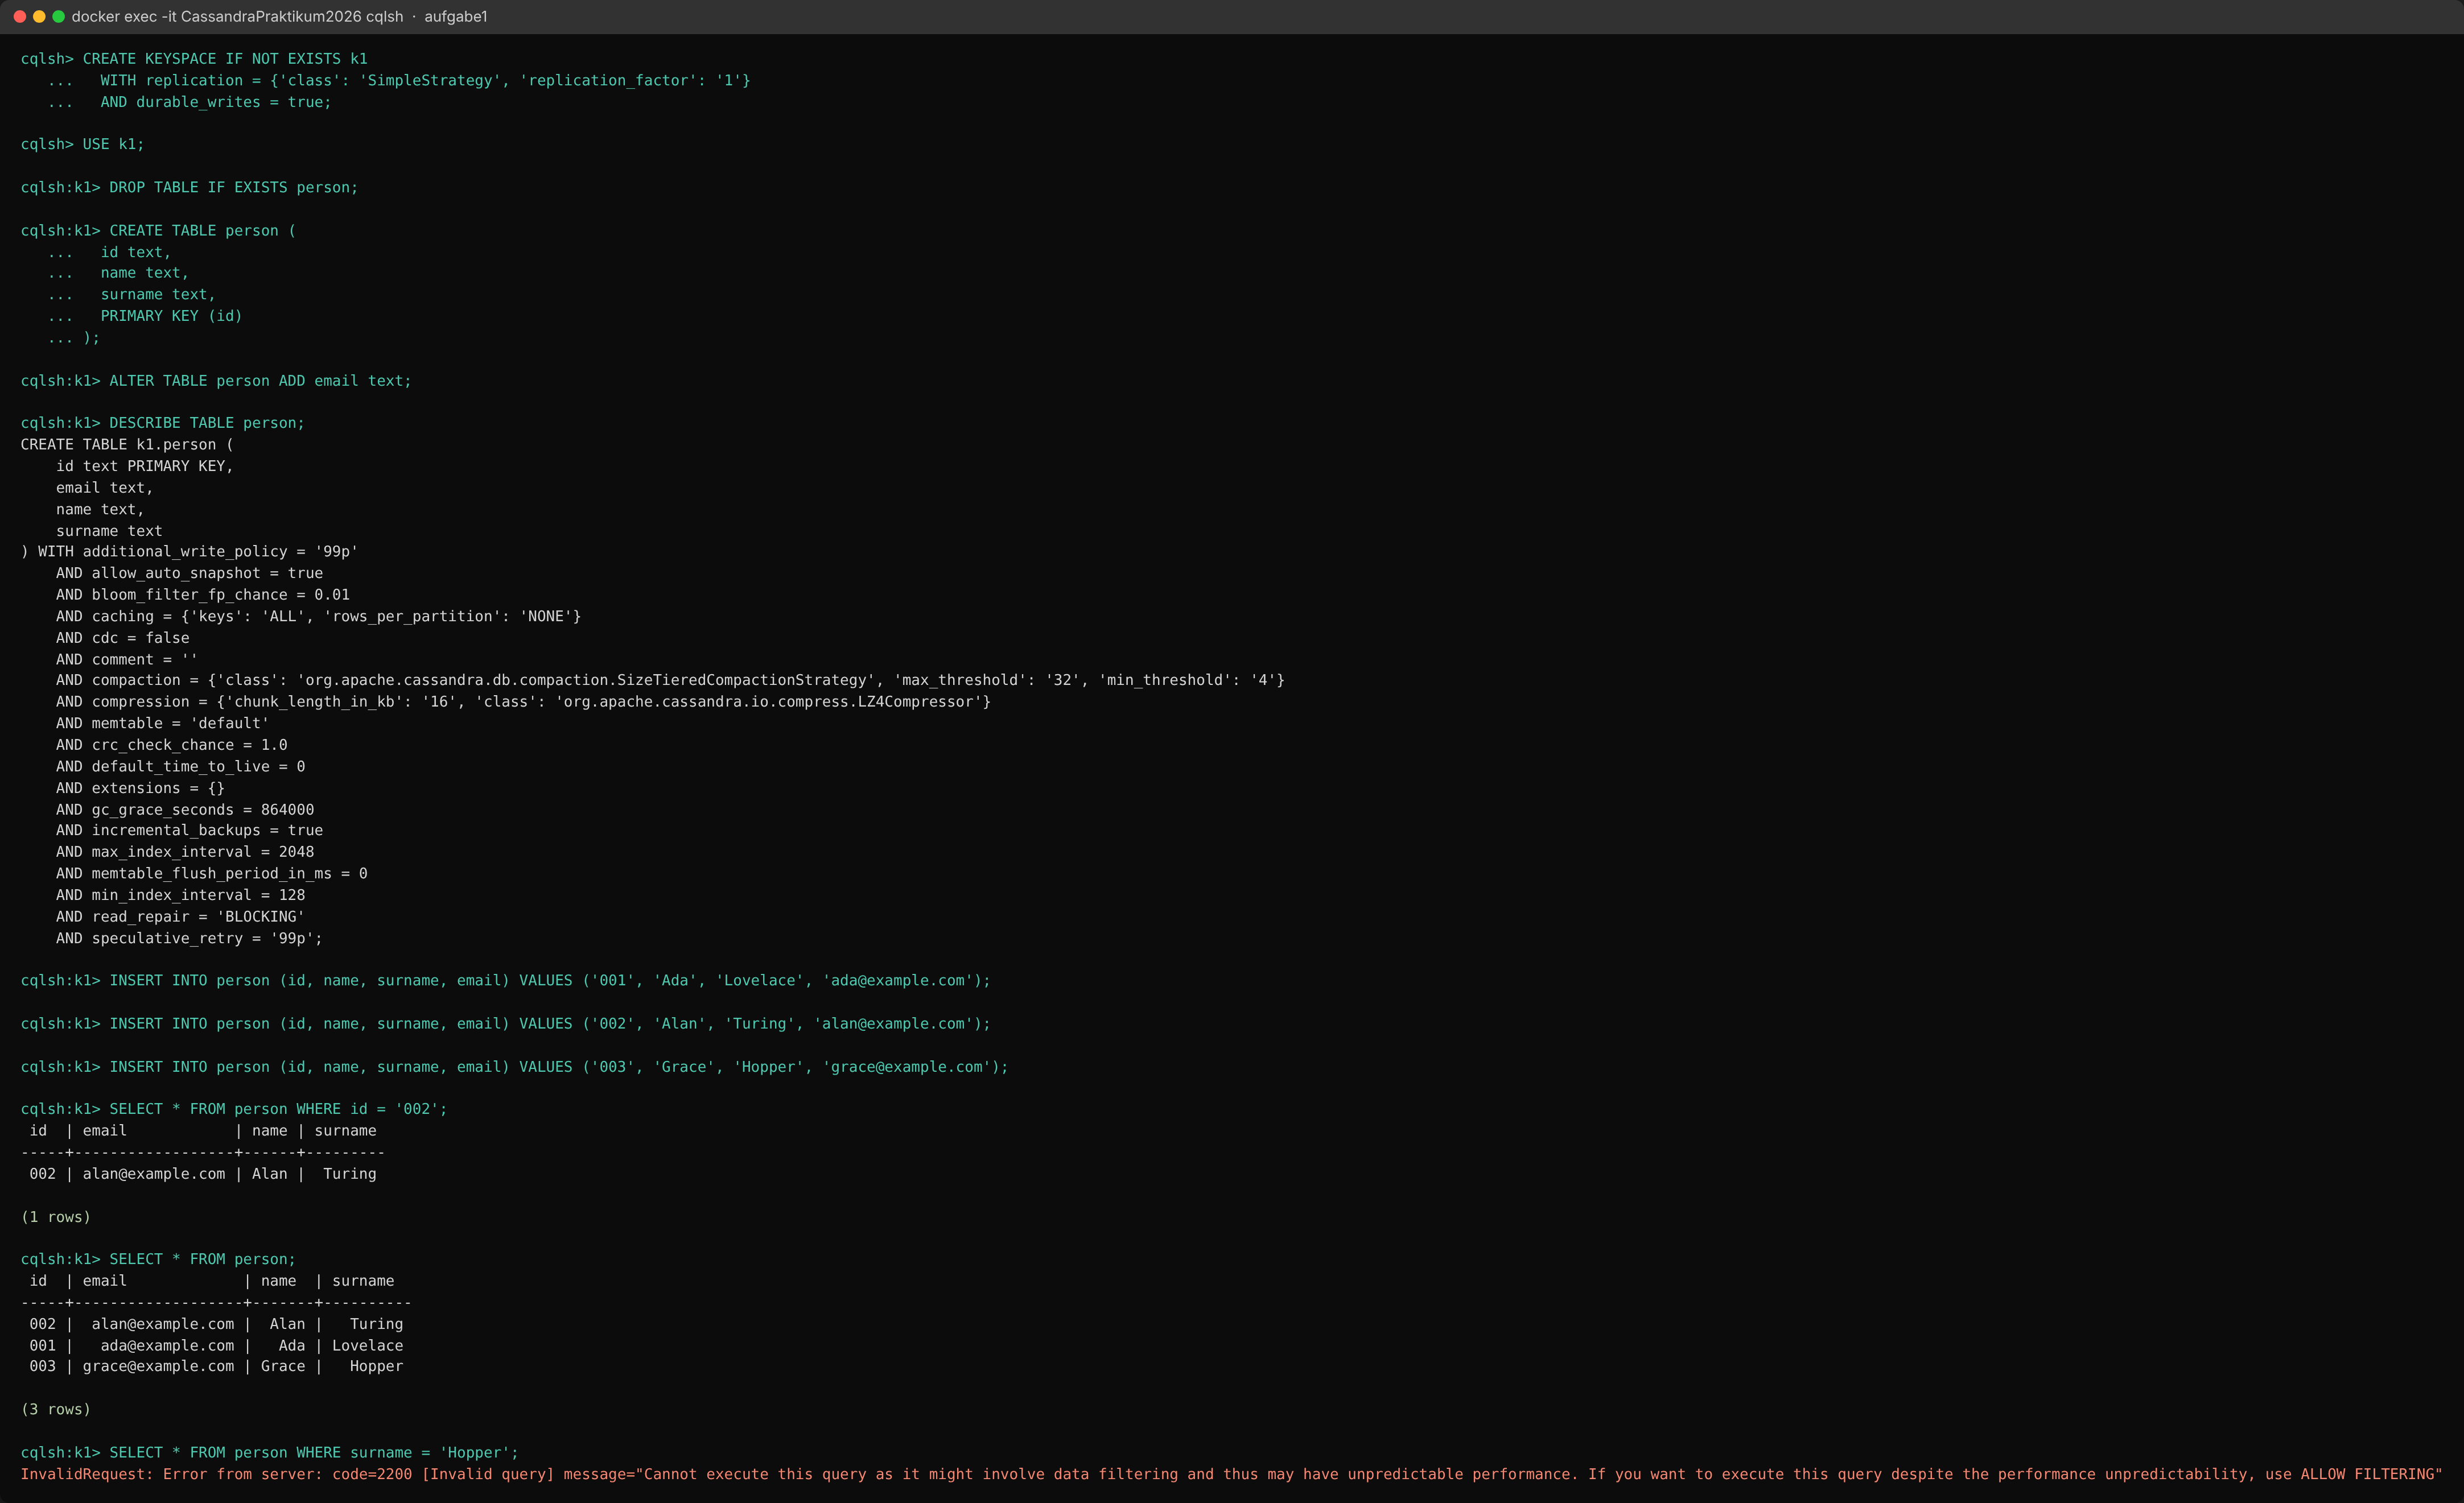 docker exec -it CassandraPraktikum2026 cqlsh · aufgabe1
cqlsh> CREATE KEYSPACE IF NOT EXISTS k1
   ...   WITH replication = {'class': 'SimpleStrategy', 'replication_factor': '1'}
   ...   AND durable_writes = true;
cqlsh> USE k1;
cqlsh:k1> DROP TABLE IF EXISTS person;
cqlsh:k1> CREATE TABLE person (
   ...   id text,
   ...   name text,
   ...   surname text,
   ...   PRIMARY KEY (id)
   ... );
cqlsh:k1> ALTER TABLE person ADD email text;
cqlsh:k1> DESCRIBE TABLE person;
CREATE TABLE k1.person (
    id text PRIMARY KEY,
    email text,
    name text,
    surname text
) WITH additional_write_policy = '99p'
    AND allow_auto_snapshot = true
    AND bloom_filter_fp_chance = 0.01
    AND caching = {'keys': 'ALL', 'rows_per_partition': 'NONE'}
    AND cdc = false
    AND comment = ''
    AND compaction = {'class': 'org.apache.cassandra.db.compaction.SizeTieredCompactionStrategy', 'max_threshold': '32', 'min_threshold': '4'}
    AND compression = {'chunk_length_in_kb': '16', 'class': 'org.apache.cassandra.io.compress.LZ4Compressor'}
    AND memtable = 'default'
    AND crc_check_chance = 1.0
    AND default_time_to_live = 0
    AND extensions = {}
    AND gc_grace_seconds = 864000
    AND incremental_backups = true
    AND max_index_interval = 2048
    AND memtable_flush_period_in_ms = 0
    AND min_index_interval = 128
    AND read_repair = 'BLOCKING'
    AND speculative_retry = '99p';
cqlsh:k1> INSERT INTO person (id, name, surname, email) VALUES ('001', 'Ada', 'Lovelace', 'ada@example.com');
cqlsh:k1> INSERT INTO person (id, name, surname, email) VALUES ('002', 'Alan', 'Turing', 'alan@example.com');
cqlsh:k1> INSERT INTO person (id, name, surname, email) VALUES ('003', 'Grace', 'Hopper', 'grace@example.com');
cqlsh:k1> SELECT * FROM person WHERE id = '002';
 id  | email            | name | surname
-----+------------------+------+---------
 002 | alan@example.com | Alan |  Turing
(1 rows)
cqlsh:k1> SELECT * FROM person;
 id  | email             | name  | surname
-----+-------------------+-------+----------
 002 |  alan@example.com |  Alan |   Turing
 001 |   ada@example.com |   Ada | Lovelace
 003 | grace@example.com | Grace |   Hopper
(3 rows)
cqlsh:k1> SELECT * FROM person WHERE surname = 'Hopper';
InvalidRequest: Error from server: code=2200 [Invalid query] message="Cannot execute this query as it might involve data filtering and thus may have unpredictable performance. If you want to execute this query despite the performance unpredictability, use ALLOW FILTERING"